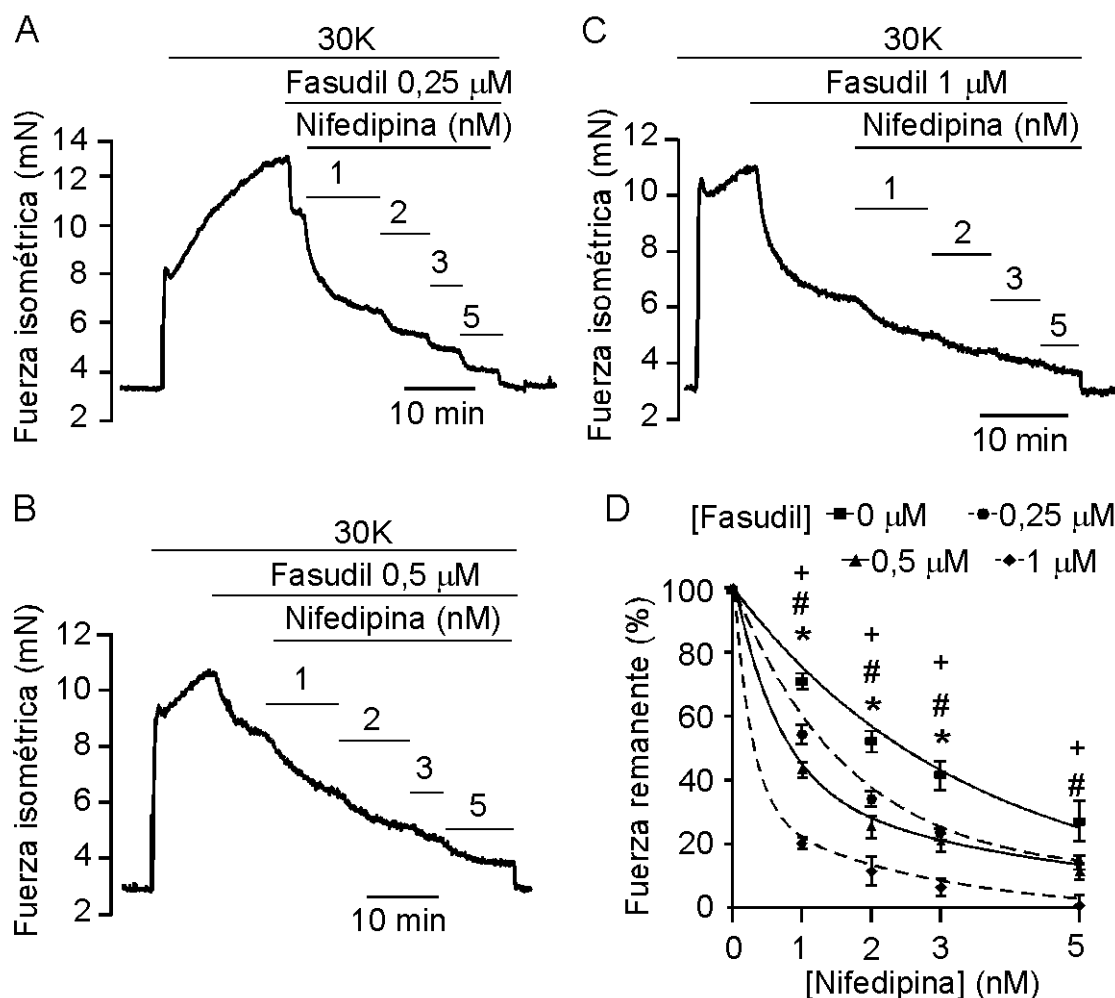 A
30K
Fasudil 0,25 μM
Nifedipina (nM)
Fuerza isométrica (mN)
14
12
10
8
6
4
2
1
2
3
5
10 min
C
30K
Fasudil 1 μM
Nifedipina (nM)
Fuerza isométrica (mN)
12
10
8
6
4
2
1
2
3
5
10 min
B
30K
Fasudil 0,5 μM
Nifedipina (nM)
Fuerza isométrica (mN)
12
10
8
6
4
2
1
2
3
5
10 min
D
[Fasudil] 0 μM 0,25 μM
0,5 μM 1 μM
Fuerza remanente (%)
100
80
60
40
20
0
+ # *
+ # *
+ # *
+ #
0 1 2 3 5
[Nifedipina] (nM)